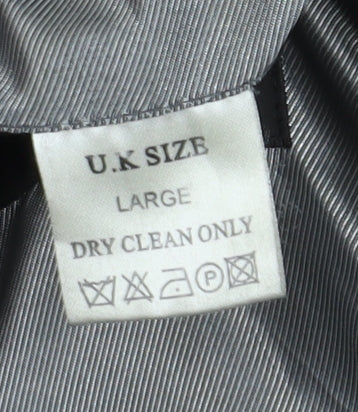 U.K SIZE
LARGE
DRY CLEAN ONLY
P